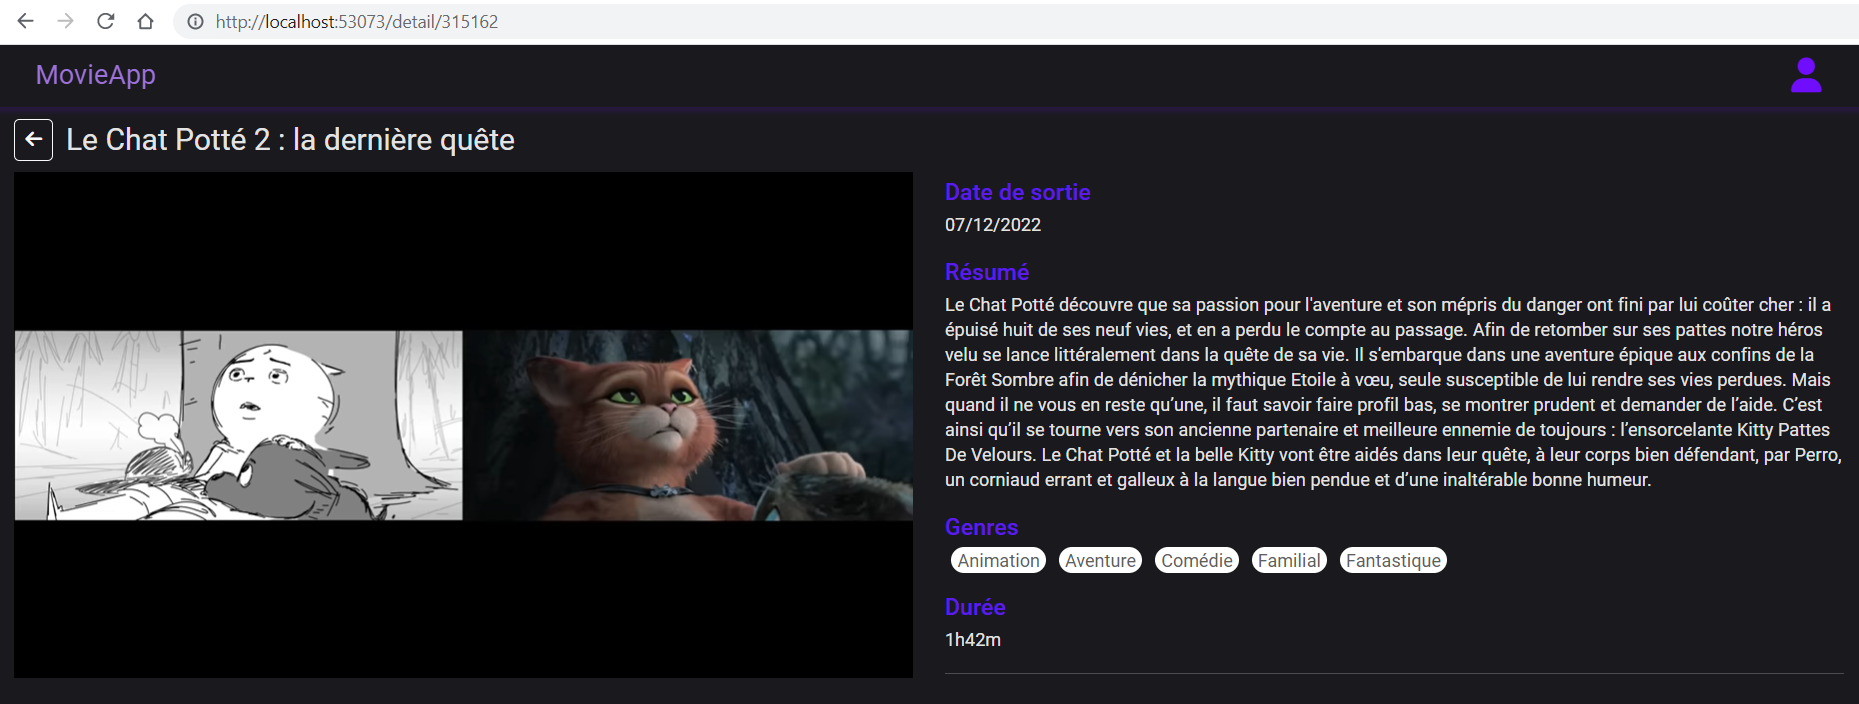 http://localhost:53073/detail/315162
MovieApp
Le Chat Potté 2 : la dernière quête
Date de sortie
07/12/2022
Résumé
Le Chat Potté découvre que sa passion pour l'aventure et son mépris du danger ont fini par lui coûter cher : il a
épuisé huit de ses neuf vies, et en a perdu le compte au passage. Afin de retomber sur ses pattes notre héros
velu se lance littéralement dans la quête de sa vie. Il s'embarque dans une aventure épique aux confins de la
Forêt Sombre afin de dénicher la mythique Etoile à vœu, seule susceptible de lui rendre ses vies perdues. Mais
quand il ne vous en reste qu’une, il faut savoir faire profil bas, se montrer prudent et demander de l’aide. C’est
ainsi qu’il se tourne vers son ancienne partenaire et meilleure ennemie de toujours : l’ensorcelante Kitty Pattes
De Velours. Le Chat Potté et la belle Kitty vont être aidés dans leur quête, à leur corps bien défendant, par Perro,
un corniaud errant et galleux à la langue bien pendue et d’une inaltérable bonne humeur.
Genres
Animation Aventure Comédie Familial Fantastique
Durée
1h42m